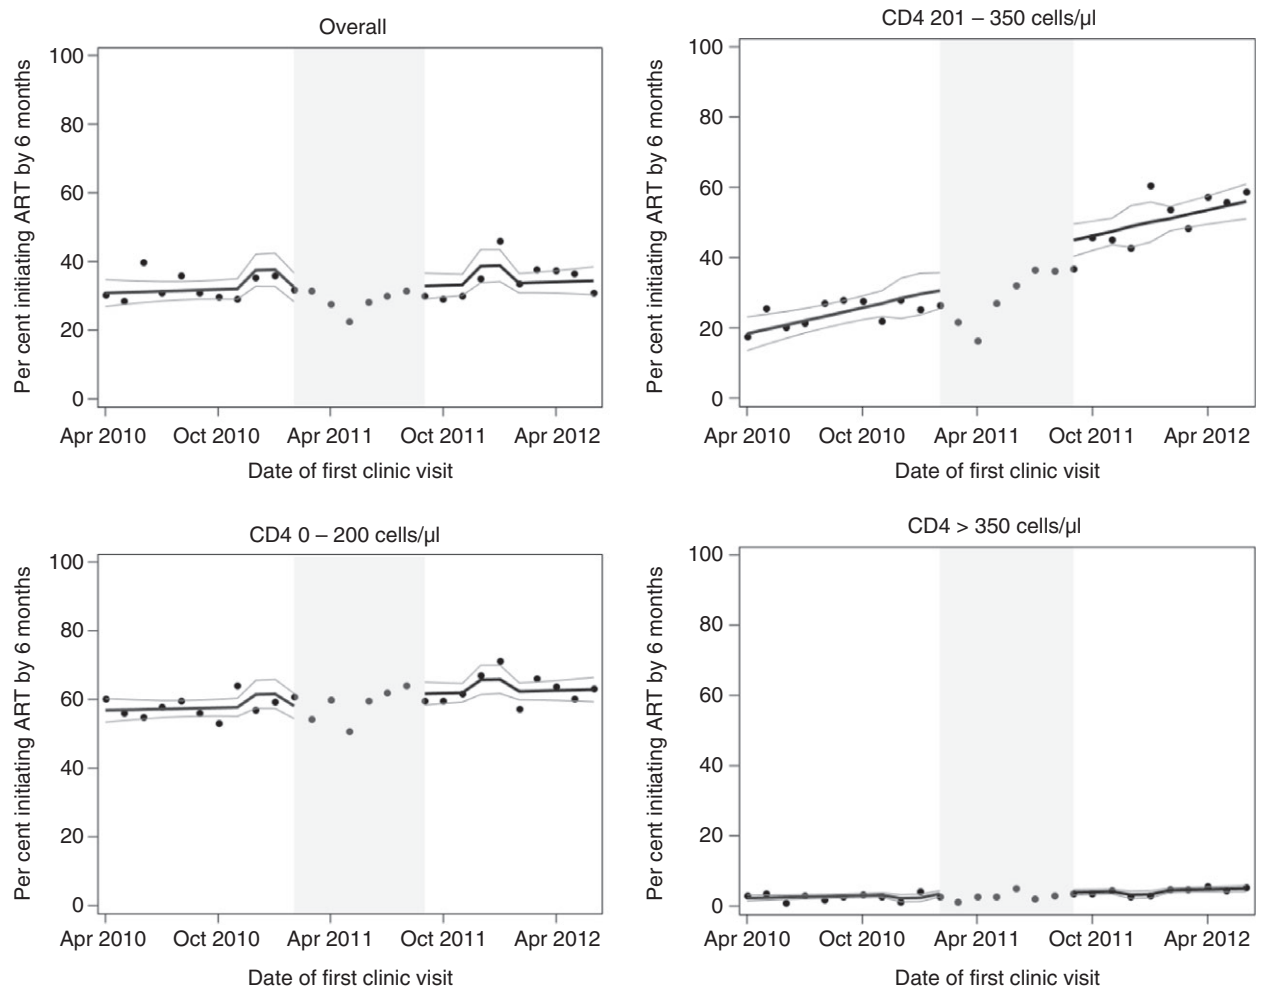 Overall
Per cent initiating ART by 6 months
100
80
60
40
20
0
Apr 2010 Oct 2010 Apr 2011 Oct 2011 Apr 2012
Date of first clinic visit
CD4 201 – 350 cells/µl
Per cent initiating ART by 6 months
100
80
60
40
20
0
Apr 2010 Oct 2010 Apr 2011 Oct 2011 Apr 2012
Date of first clinic visit
CD4 0 – 200 cells/µl
Per cent initiating ART by 6 months
100
80
60
40
20
0
Apr 2010 Oct 2010 Apr 2011 Oct 2011 Apr 2012
Date of first clinic visit
CD4 > 350 cells/µl
Per cent initiating ART by 6 months
100
80
60
40
20
0
Apr 2010 Oct 2010 Apr 2011 Oct 2011 Apr 2012
Date of first clinic visit